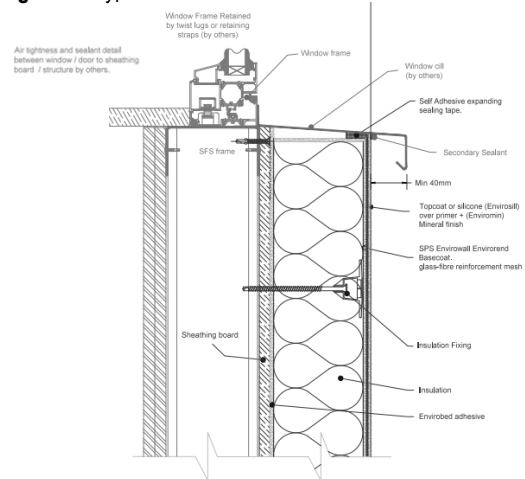 Window Frame Retained
by twist lugs or retaining
straps (by others)
Air tightness and sealant detail
between window / door to sheathing
board / structure by others.
Window frame
Window cill
(by others)
Self Adhesive expanding
sealing tape.
SFS frame
Secondary Sealant
Min 40mm
Topcoat or silicone (Envirosil)
over primer + (Enviromin)
Mineral finish
SPS Envirowall Envirorend
Basecoat.
glass-fibre reinforcement mesh
Sheathing board
Insulation Fixing
Insulation
Envirobed adhesive